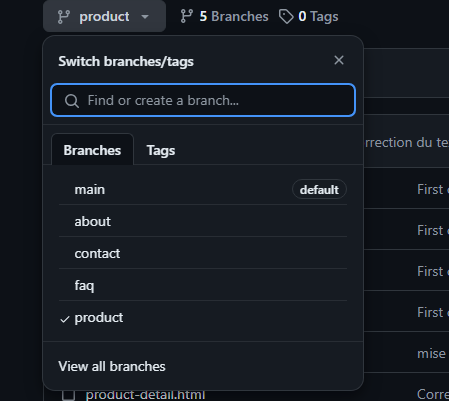 product
5 Branches
0 Tags
Switch branches/tags
Find or create a branch...
Branches
Tags
rrection du te
main
default
First
about
First
contact
First
faq
First
product
mise
View all branches
product-detail.html
Corre